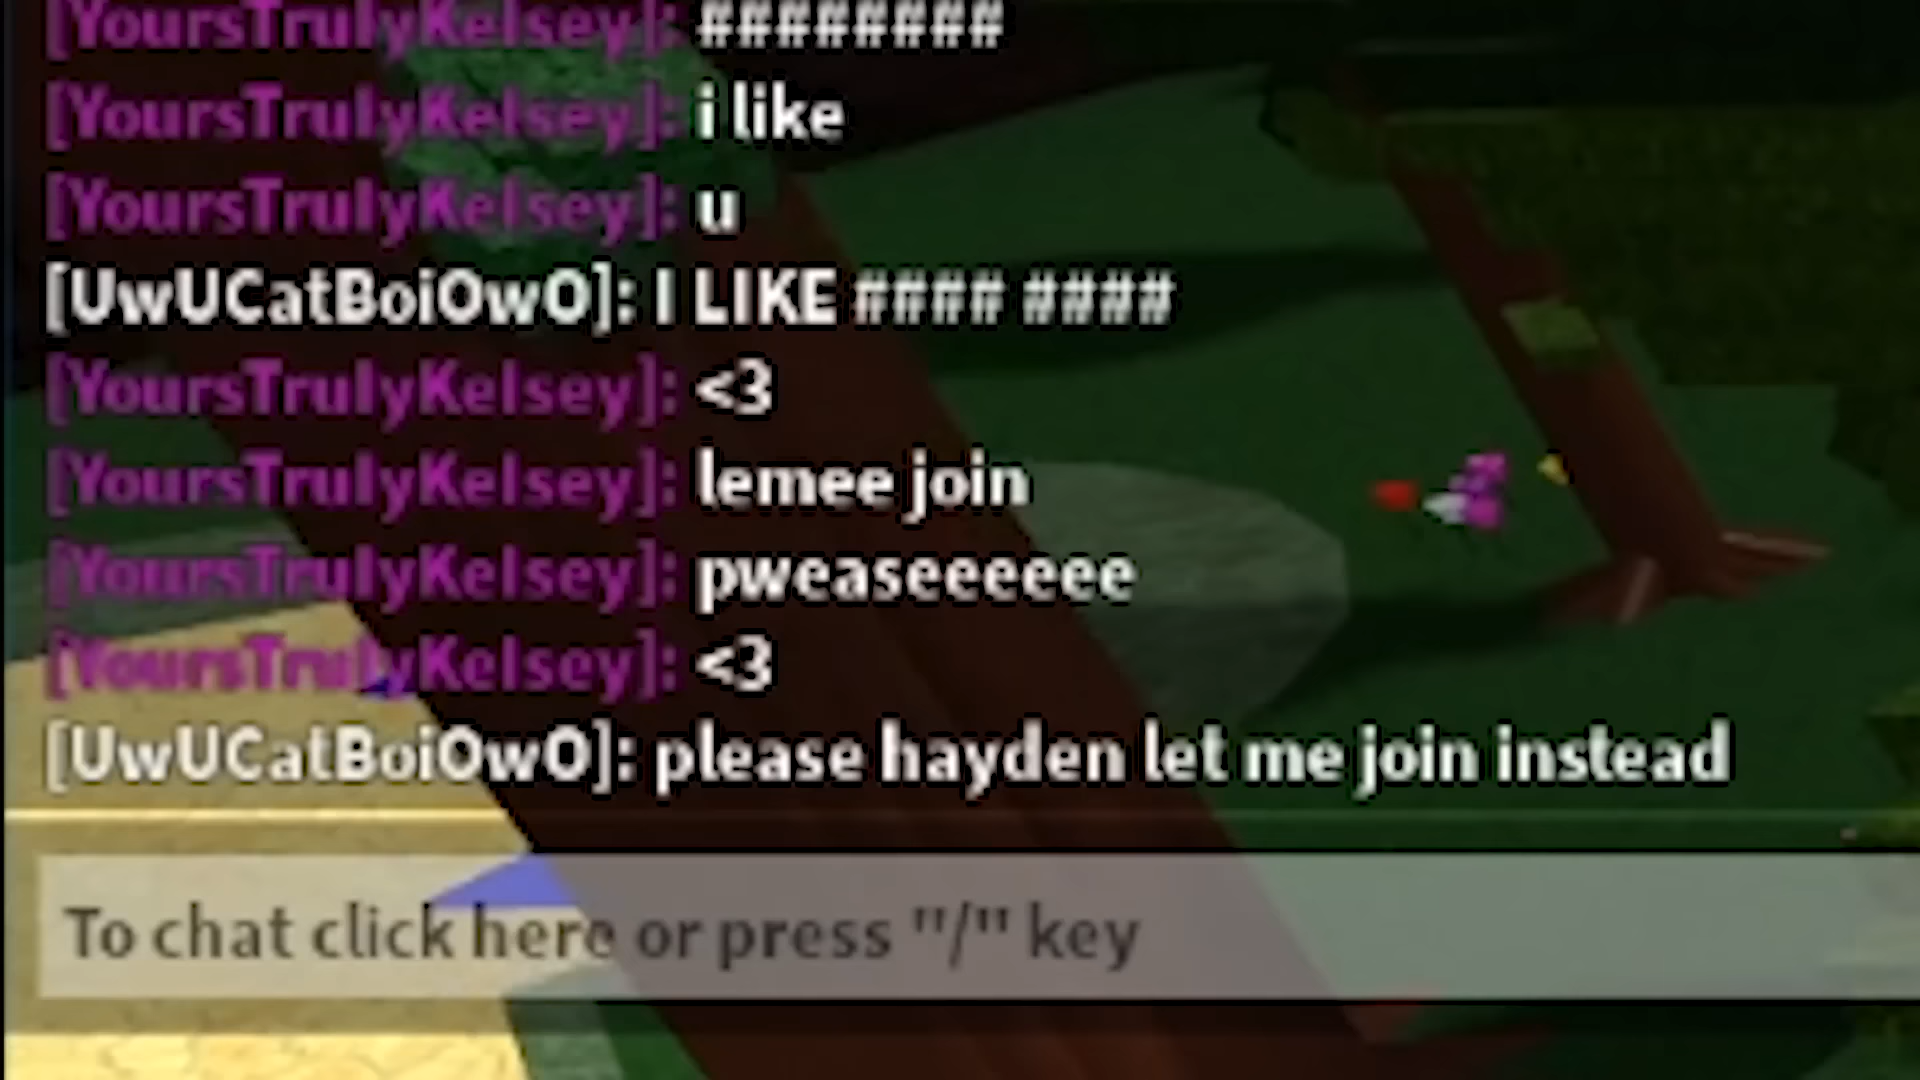 [YoursTrulyKelsey]: ########
[YoursTrulyKelsey]: i like
[YoursTrulyKelsey]: u
[UwUCatBoiOwO]: I LIKE #### ####
[YoursTrulyKelsey]: <3
[YoursTrulyKelsey]: lemee join
[YoursTrulyKelsey]: pweaseeeeee
[YoursTrulyKelsey]: <3
[UwUCatBoiOwO]: please hayden let me join instead
To chat click here or press "/" key